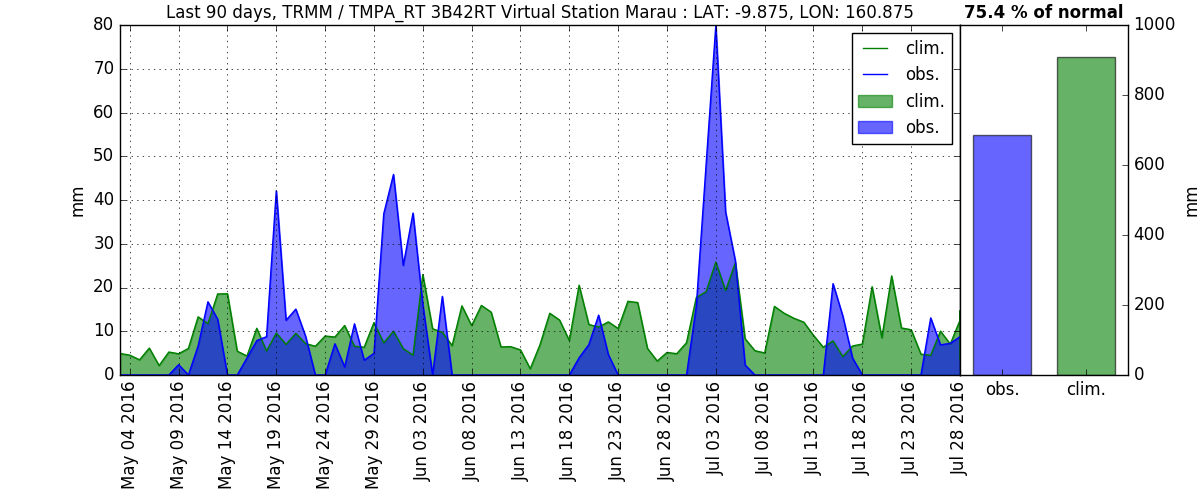 Last 90 days, TRMM / TMPA_RT 3B42RT Virtual Station Marau : LAT: -9.875, LON: 160.875
75.4 % of normal
80
70
60
50
40
30
20
10
0
mm
clim.
obs.
clim.
obs.
May 04 2016
May 09 2016
May 14 2016
May 19 2016
May 24 2016
May 29 2016
Jun 03 2016
Jun 08 2016
Jun 13 2016
Jun 18 2016
Jun 23 2016
Jun 28 2016
Jul 03 2016
Jul 08 2016
Jul 13 2016
Jul 18 2016
Jul 23 2016
Jul 28 2016
1000
800
600
400
200
0
mm
obs.
clim.